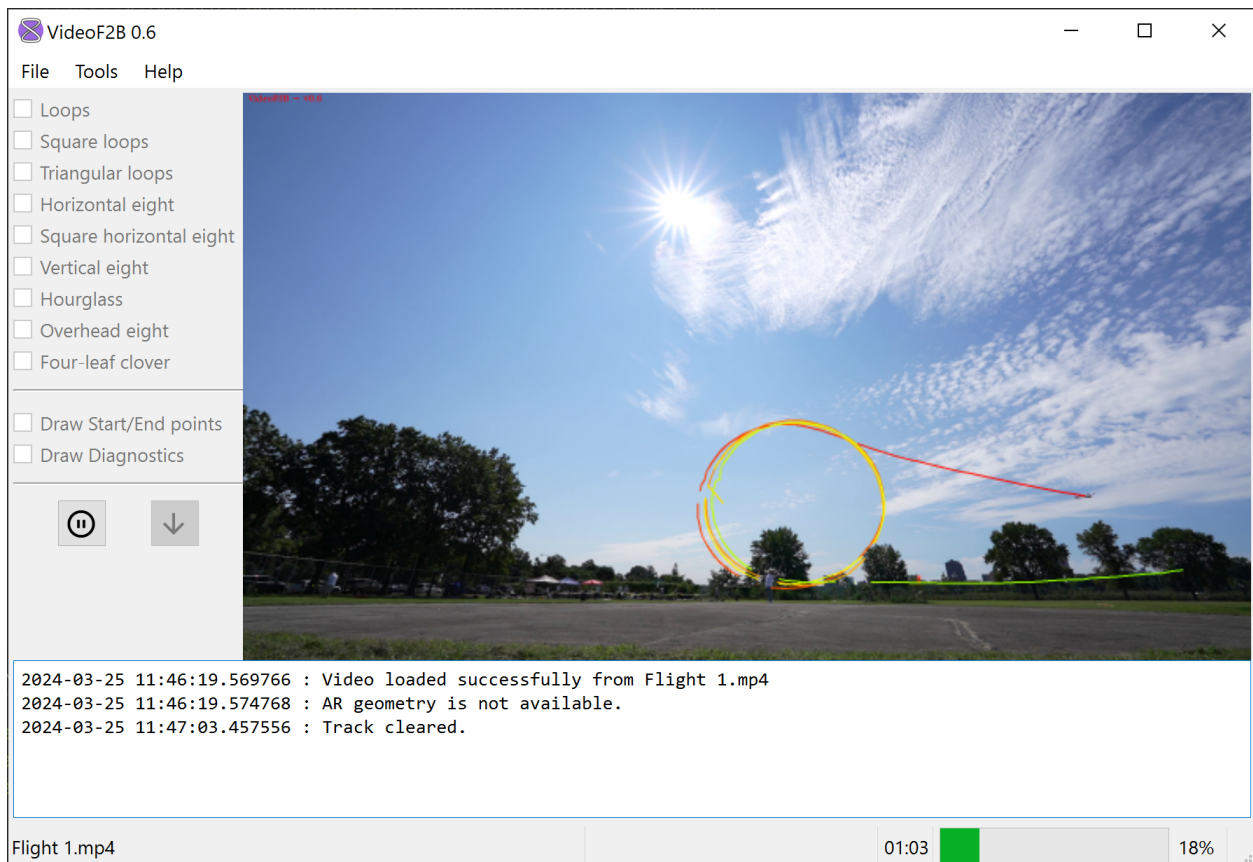 VideoF2B 0.6
File Tools Help
Loops
Square loops
Triangular loops
Horizontal eight
Square horizontal eight
Vertical eight
Hourglass
Overhead eight
Four-leaf clover
Draw Start/End points
Draw Diagnostics
2024-03-25 11:46:19.569766 : Video loaded successfully from Flight 1.mp4
2024-03-25 11:46:19.574768 : AR geometry is not available.
2024-03-25 11:47:03.457556 : Track cleared.
Flight 1.mp4 01:03 18%